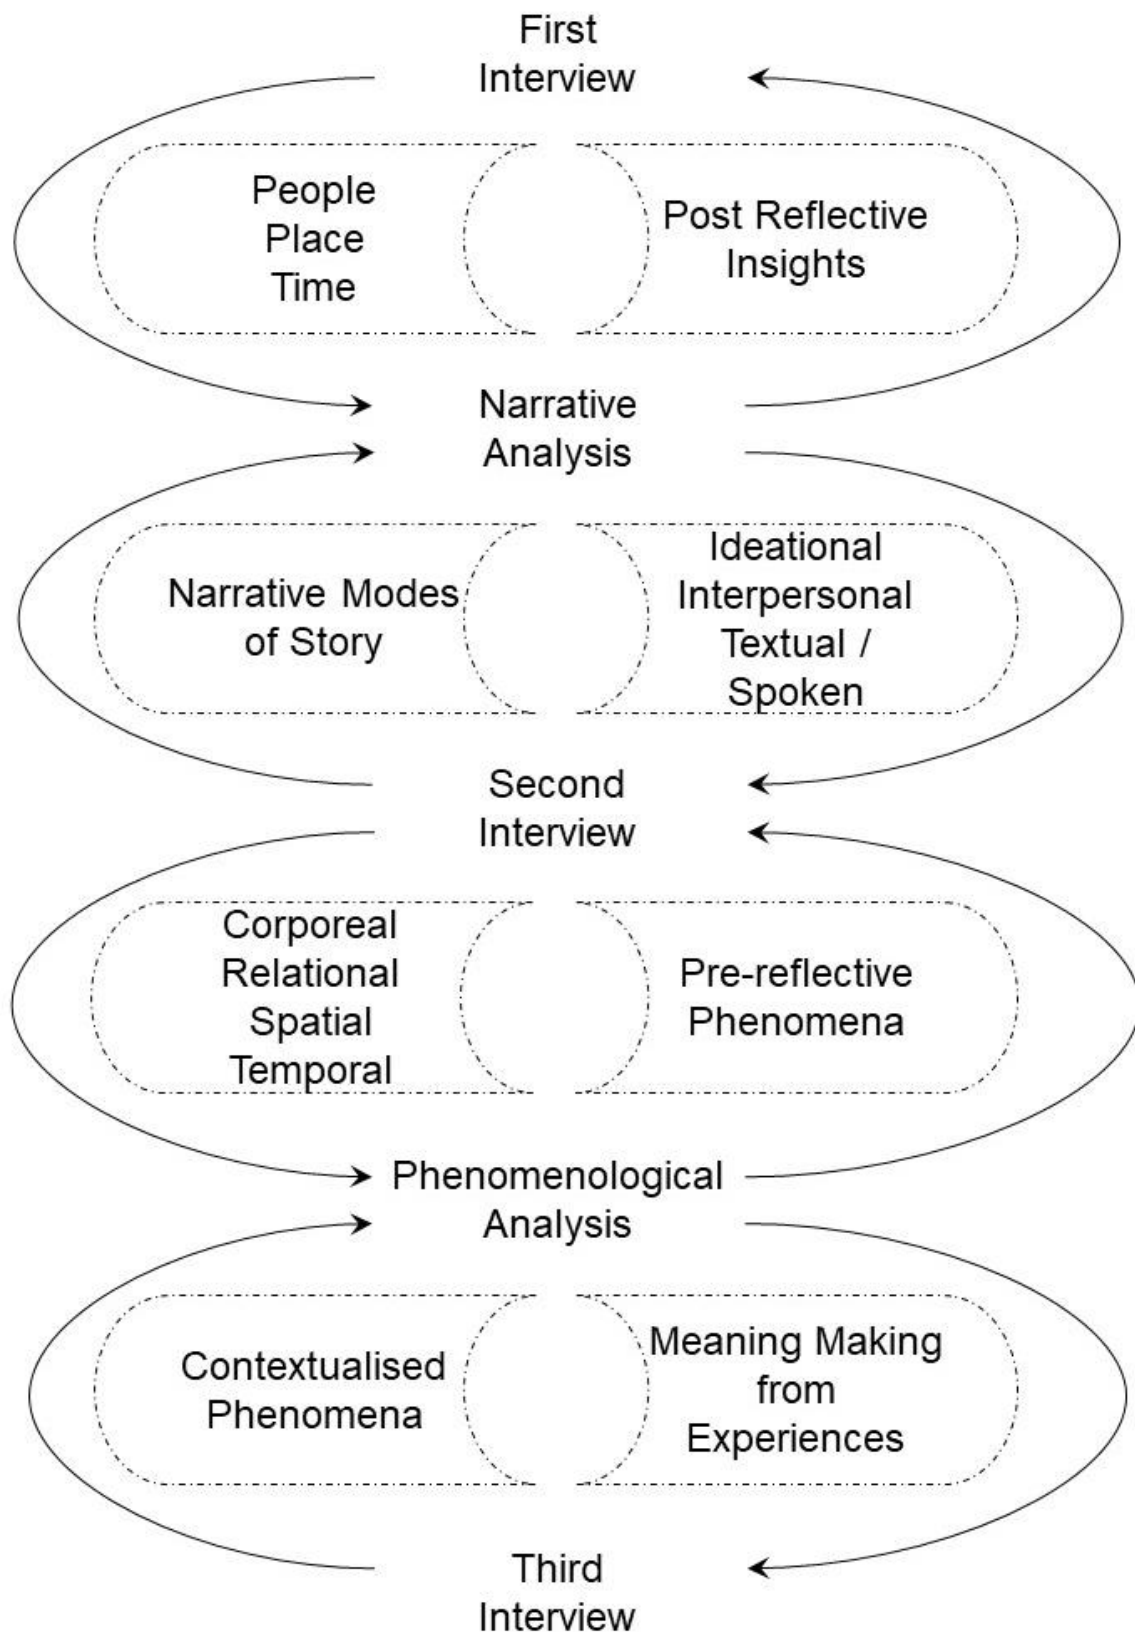 First
Interview
People
Place
Time
Post Reflective
Insights
Narrative
Analysis
Narrative Modes
of Story
Ideational
Interpersonal
Textual /
Spoken
Second
Interview
Corporeal
Relational
Spatial
Temporal
Pre-reflective
Phenomena
Phenomenological
Analysis
Contextualised
Phenomena
Meaning Making
from
Experiences
Third
Interview